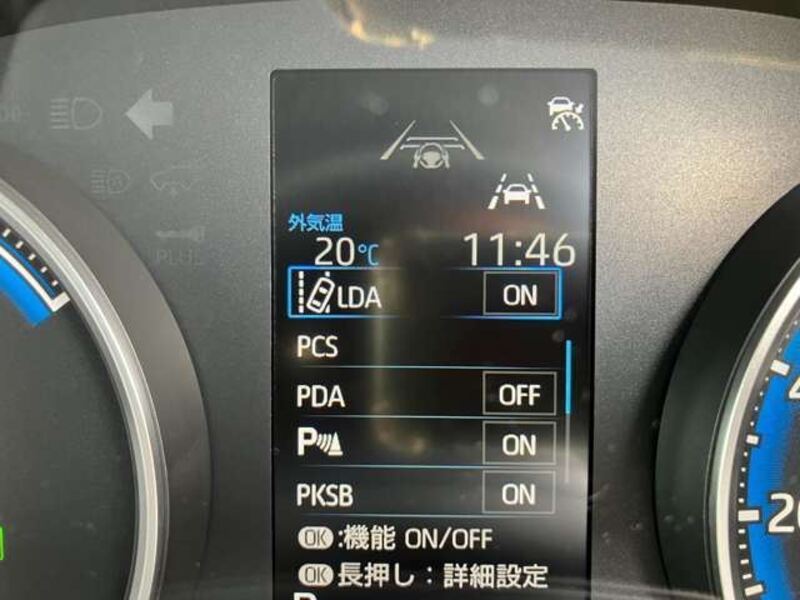 外気温
20℃ 11:46
LDA ON
PCS
PDA OFF
P ON
PKSB ON
OK:機能 ON/OFF
OK長押し：詳細設定
20